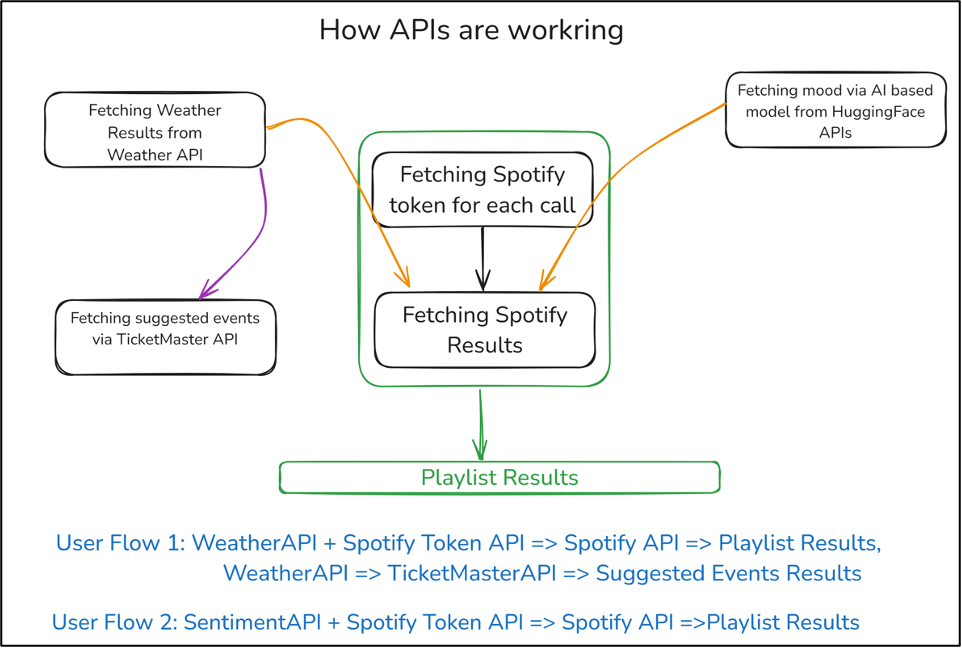 How APIs are workring
Fetching Weather
Results from
Weather API
Fetching mood via AI based
model from HuggingFace
APIs
Fetching Spotify
token for each call
Fetching suggested events
via TicketMaster API
Fetching Spotify
Results
Playlist Results
User Flow 1: WeatherAPI + Spotify Token API => Spotify API => Playlist Results,
WeatherAPI => TicketMasterAPI => Suggested Events Results
User Flow 2: SentimentAPI + Spotify Token API => Spotify API =>Playlist Results